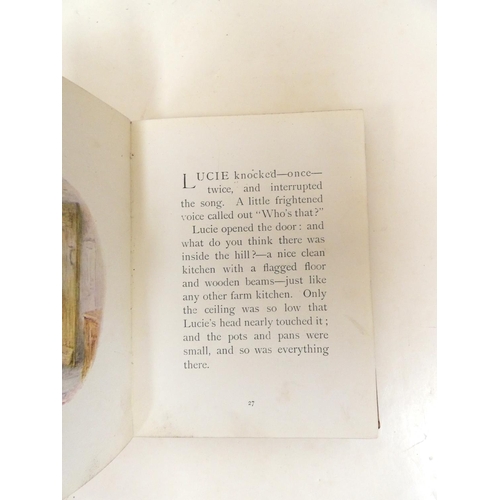 LUCIE knocked—once—
twice, and interrupted
the song. A little frightened
voice called out "Who's that?"
Lucie opened the door: and
what do you think there was
inside the hill?—a nice clean
kitchen with a flagged floor
and wooden beams—just like
any other farm kitchen. Only
the ceiling was so low that
Lucie's head nearly touched it;
and the pots and pans were
small, and so was everything
there.
27